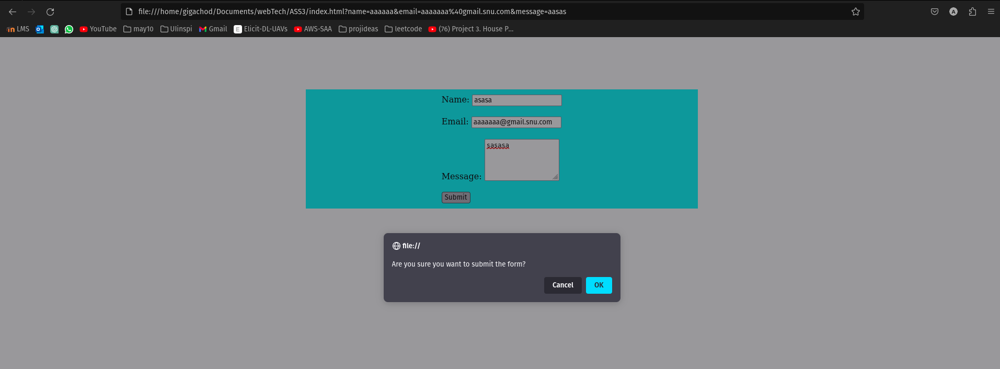 file:///home/gigachod/Documents/webTech/ASS3/index.html?name=aaaaaa&email=aaaaaaa%40gmail.snu.com&message=aasas
A
LMS YouTube may10 UIinspi Gmail E Elicit-DL-UAVs AWS-SAA projideas leetcode (76) Project 3. House P...
Name: asasa
Email: aaaaaaa@gmail.snu.com
Message: sasasa
Submit
file://
Are you sure you want to submit the form?
Cancel OK